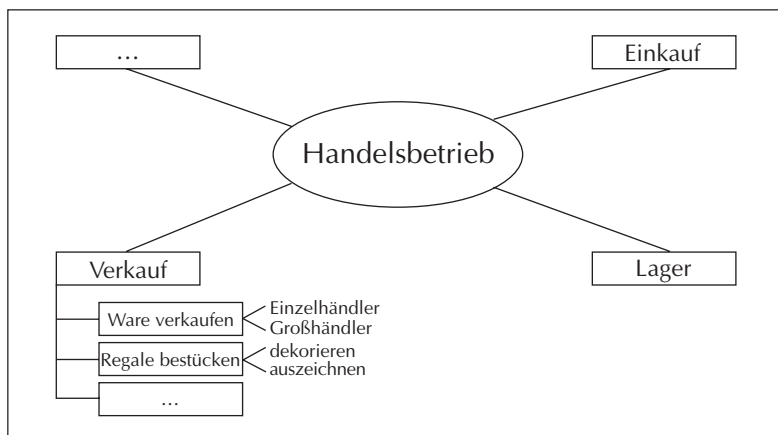 ...
Einkauf
Handelsbetrieb
Verkauf
Lager
Ware verkaufen
Einzelhändler
Großhändler
Regale bestücken
dekorieren
auszeichnen
...